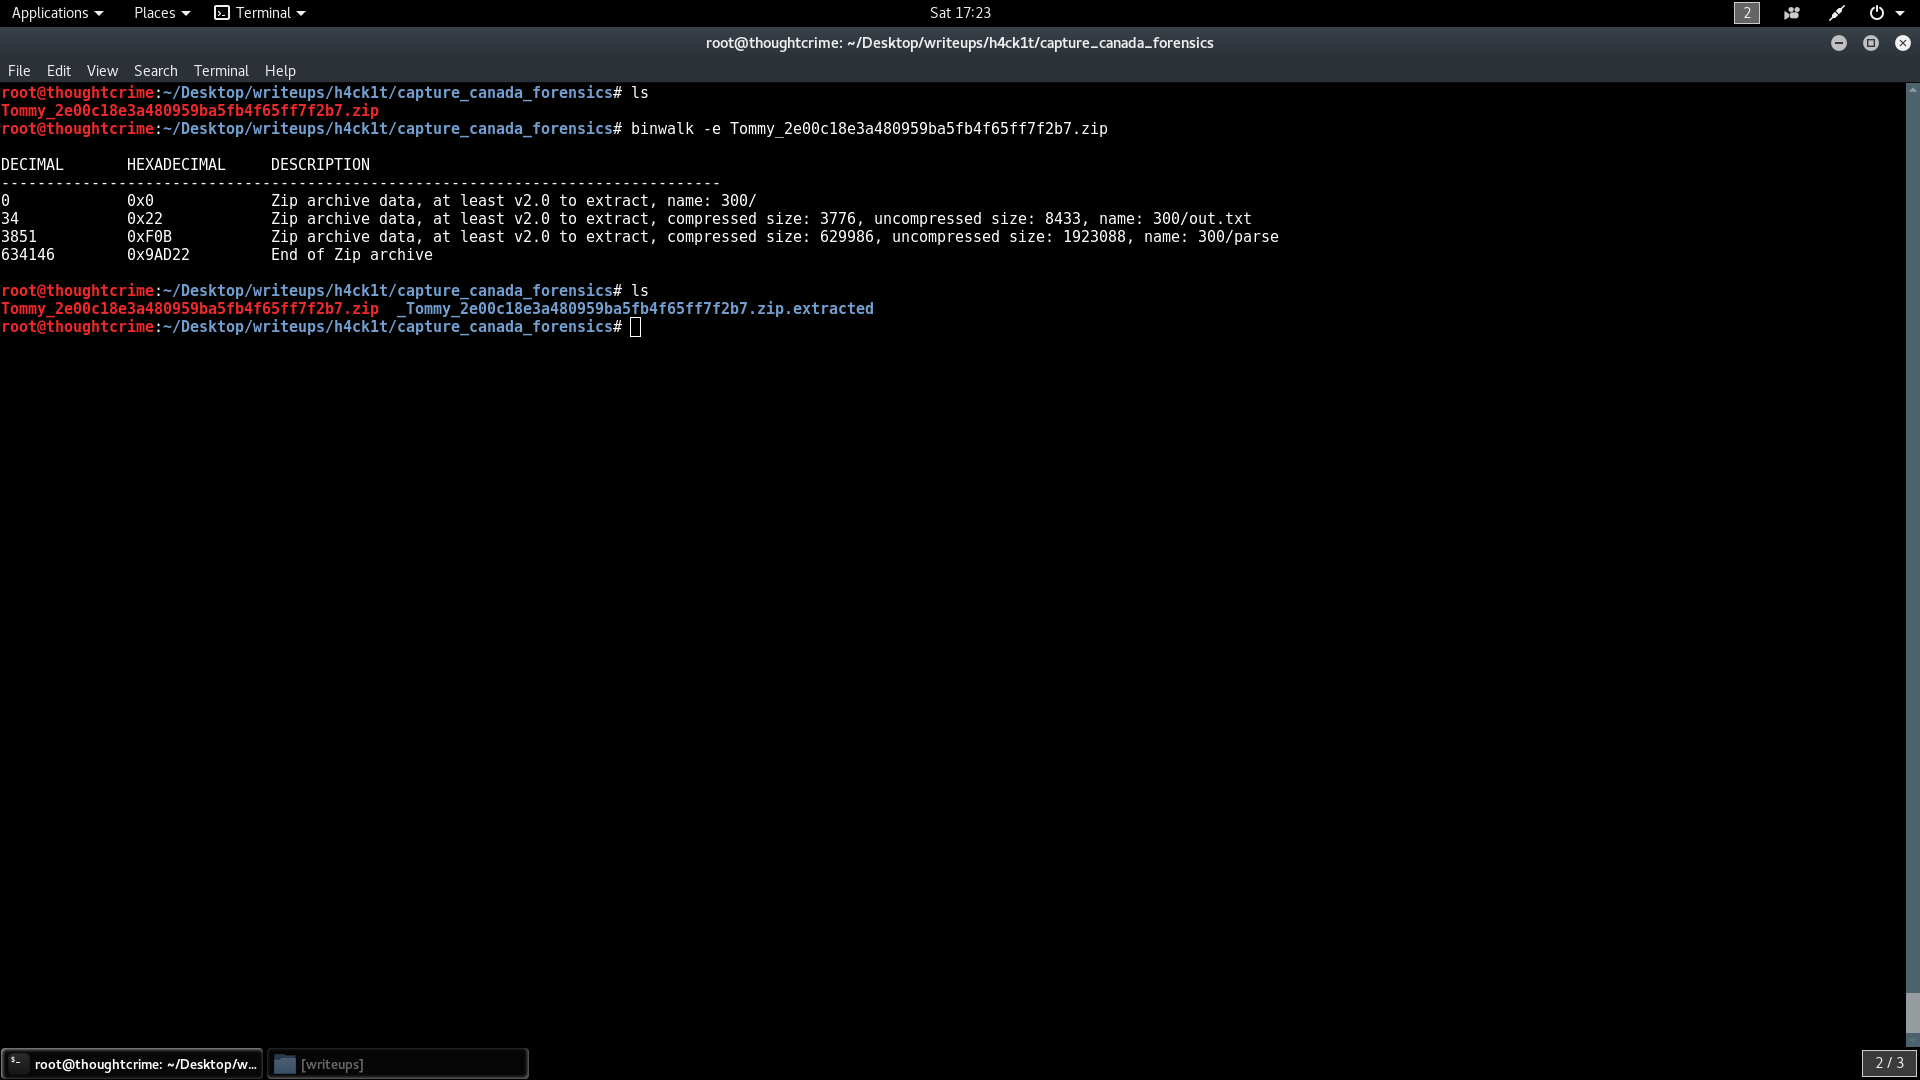 Applications Places Terminal Sat 17:23 2
root@thoughtcrime: ~/Desktop/writeups/h4ck1t/capture_canada_forensics
File Edit View Search Terminal Help
root@thoughtcrime:~/Desktop/writeups/h4ck1t/capture_canada_forensics# ls
Tommy_2e00c18e3a480959ba5fb4f65ff7f2b7.zip
root@thoughtcrime:~/Desktop/writeups/h4ck1t/capture_canada_forensics# binwalk -e Tommy_2e00c18e3a480959ba5fb4f65ff7f2b7.zip
DECIMAL       HEXADECIMAL     DESCRIPTION
--------------------------------------------------------------------------------
0             0x0             Zip archive data, at least v2.0 to extract, name: 300/
34            0x22            Zip archive data, at least v2.0 to extract, compressed size: 3776, uncompressed size: 8433, name: 300/out.txt
3851          0xF0B           Zip archive data, at least v2.0 to extract, compressed size: 629986, uncompressed size: 1923088, name: 300/parse
634146        0x9AD22         End of Zip archive
root@thoughtcrime:~/Desktop/writeups/h4ck1t/capture_canada_forensics# ls
Tommy_2e00c18e3a480959ba5fb4f65ff7f2b7.zip  _Tommy_2e00c18e3a480959ba5fb4f65ff7f2b7.zip.extracted
root@thoughtcrime:~/Desktop/writeups/h4ck1t/capture_canada_forensics#
root@thoughtcrime: ~/Desktop/w... [writeups] 2 / 3